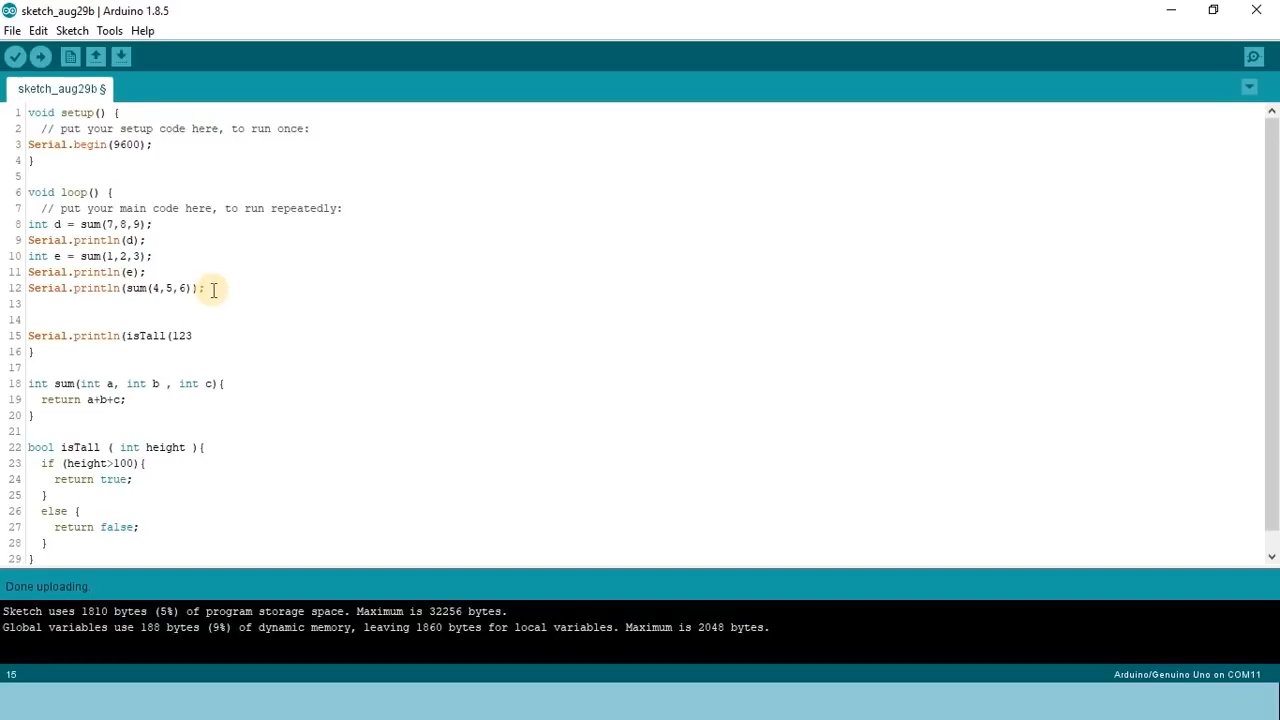 sketch_aug29b | Arduino 1.8.5
File Edit Sketch Tools Help
sketch_aug29b §
1 void setup() {
2 // put your setup code here, to run once:
3 Serial.begin(9600);
4 }
5
6 void loop() {
7 // put your main code here, to run repeatedly:
8 int d = sum(7,8,9);
9 Serial.println(d);
10 int e = sum(1,2,3);
11 Serial.println(e);
12 Serial.println(sum(4,5,6));
13
14
15 Serial.println(isTall(123
16 }
17
18 int sum(int a, int b , int c){
19 return a+b+c;
20 }
21
22 bool isTall ( int height ){
23 if (height>100){
24 return true;
25 }
26 else {
27 return false;
28 }
29 }
Done uploading.
Sketch uses 1810 bytes (5%) of program storage space. Maximum is 32256 bytes.
Global variables use 188 bytes (9%) of dynamic memory, leaving 1860 bytes for local variables. Maximum is 2048 bytes.
15 Arduino/Genuino Uno on COM11